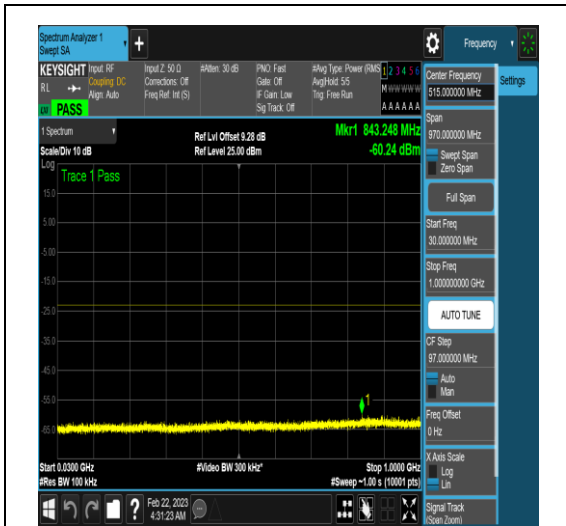 Spectrum Analyzer 1
Swept SA
+
Frequency
KEYSIGHT
RL
PASS
Input: RF
Coupling: DC
Align: Auto
Input Z: 50 Ω
Corrections: Off
Freq Ref: Int (S)
#Atten: 30 dB
PNO: Fast
Gate: Off
IF Gain: Low
Sig Track: Off
#Avg Type: Power (RMS
Avg|Hold: 5/5
Trig: Free Run
1 2 3 4 5 6
M W W W W W
A A A A A A
Center Frequency
515.000000 MHz
Settings
Span
970.000000 MHz
Swept Span
Zero Span
Full Span
Start Freq
30.000000 MHz
Stop Freq
1.000000000 GHz
AUTO TUNE
CF Step
97.000000 MHz
Auto
Man
Freq Offset
0 Hz
X Axis Scale
Log
Lin
Signal Track
(Span Zoom)
1 Spectrum
Scale/Div 10 dB
Ref Lvl Offset 9.28 dB
Ref Level 25.00 dBm
Mkr1 843.248 MHz
-60.24 dBm
Log
Trace 1 Pass
15.0
5.00
-5.00
-15.0
-25.0
-35.0
-45.0
-55.0
-65.0
1
Start 0.0300 GHz
#Res BW 100 kHz
#Video BW 300 kHz*
Stop 1.0000 GHz
#Sweep ~1.00 s (10001 pts)
?
Feb 22, 2023
4:31:23 AM